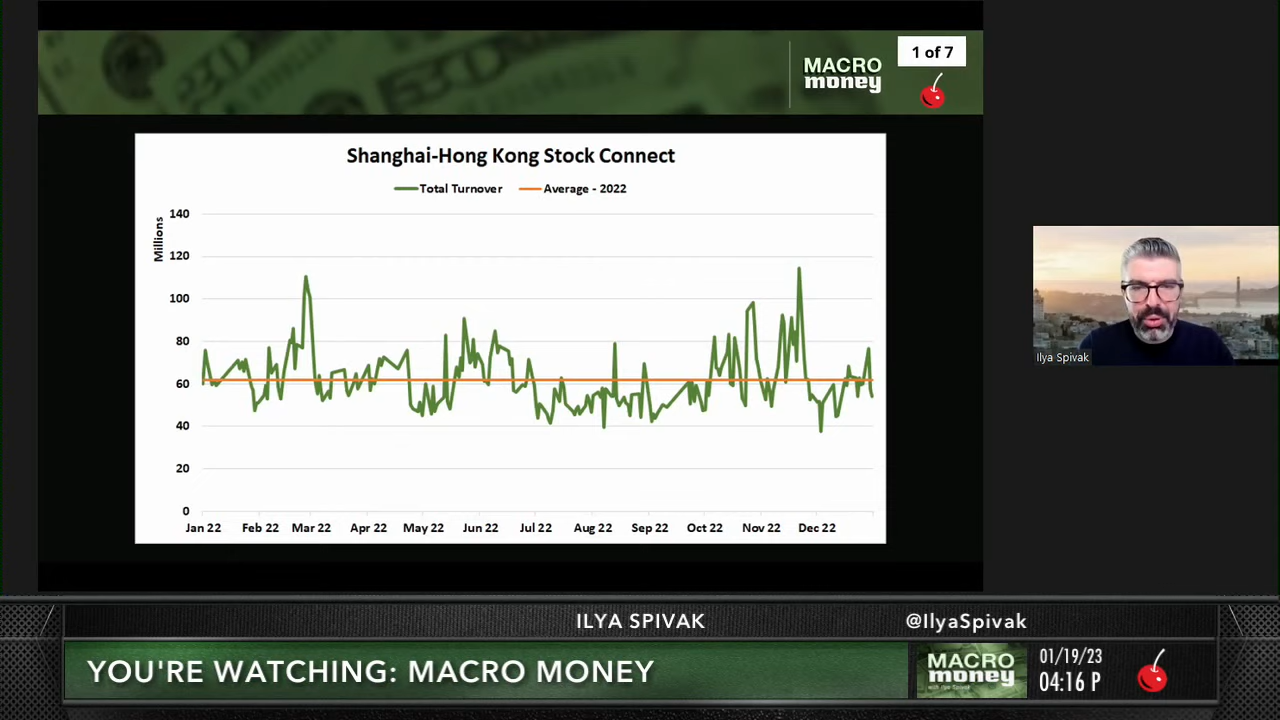 MACRO
money
1 of 7
Shanghai-Hong Kong Stock Connect
Total Turnover
Average - 2022
Millions
140
120
100
80
60
40
20
0
Jan 22
Feb 22
Mar 22
Apr 22
May 22
Jun 22
Jul 22
Aug 22
Sep 22
Oct 22
Nov 22
Dec 22
Ilya Spivak
ILYA SPIVAK
@IlyaSpivak
YOU'RE WATCHING: MACRO MONEY
MACRO
money
with Ilya Spivak
01/19/23
04:16 P